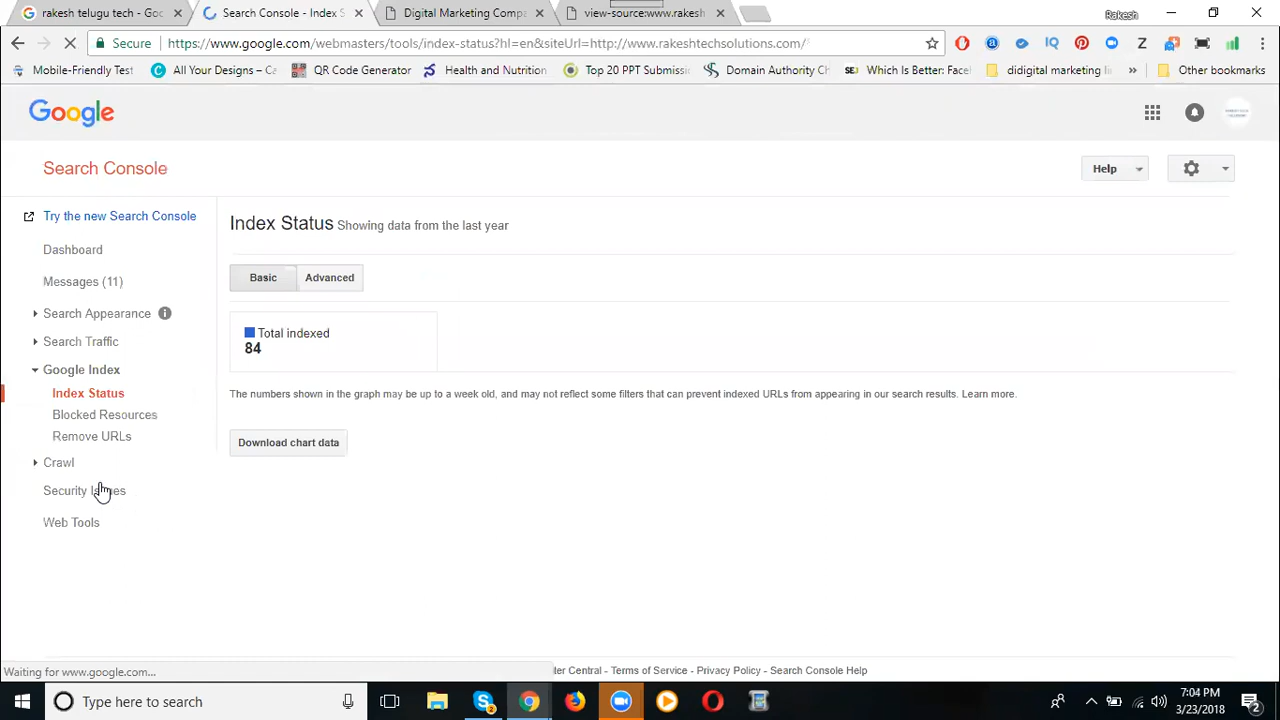 rakesh telugu tech - Goo
Search Console - Index S
Digital Marketing Compa
view-source:www.rakesh
Rakesh
Secure
https://www.google.com/webmasters/tools/index-status?hl=en&siteUrl=http://www.rakeshtechsolutions.com/
Mobile-Friendly Test
All Your Designs – Ca
QR Code Generator
Health and Nutrition
Top 20 PPT Submissio
Domain Authority Ch
Which Is Better: Facel
didigital marketing li
Other bookmarks
Google
Search Console
Help
Try the new Search Console
Index Status Showing data from the last year
Dashboard
Basic
Advanced
Messages (11)
Search Appearance
Total indexed
84
Search Traffic
Google Index
Index Status
The numbers shown in the graph may be up to a week old, and may not reflect some filters that can prevent indexed URLs from appearing in our search results. Learn more.
Blocked Resources
Remove URLs
Download chart data
Crawl
Security Issues
Web Tools
Waiting for www.google.com...
ler Central - Terms of Service - Privacy Policy - Search Console Help
Type here to search
7:04 PM
3/23/2018